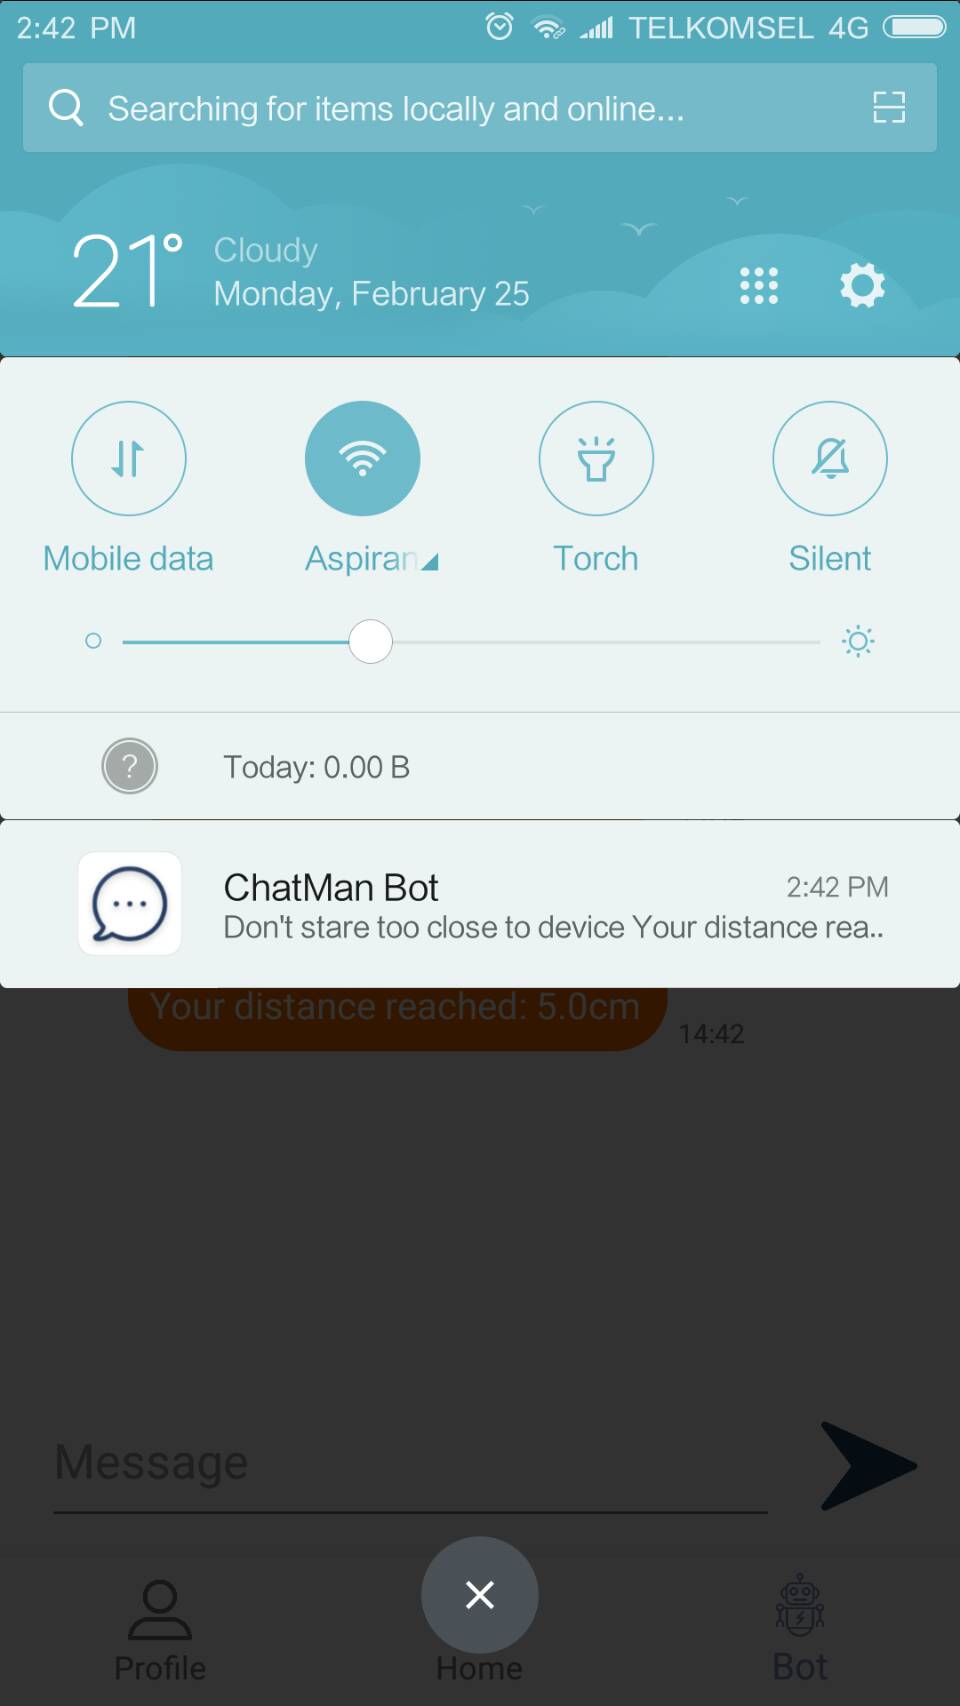 2:42 PM
TELKOMSEL 4G
Searching for items locally and online...
21°
Cloudy
Monday, February 25
Mobile data
Aspiran
Torch
Silent
?
Today: 0.00 B
ChatMan Bot
2:42 PM
Don't stare too close to device Your distance rea..
Your distance reached: 5.0cm
14:42
Message
Profile
Home
Bot